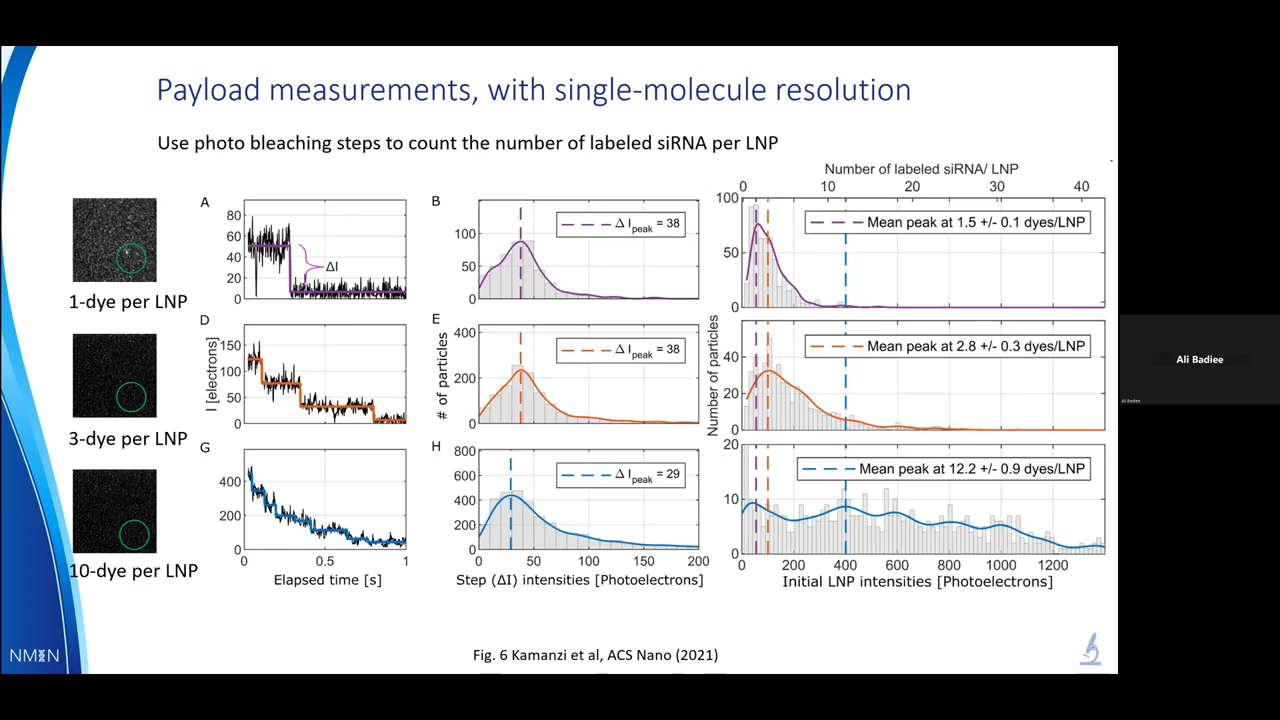 Payload measurements, with single-molecule resolution
Use photo bleaching steps to count the number of labeled siRNA per LNP
1-dye per LNP
3-dye per LNP
10-dye per LNP
A
80
60
40
20
0
ΔI
D
I [electrons]
150
100
50
0
G
400
200
0
0 0.5 1
Elapsed time [s]
B
100
50
0
Δ I peak = 38
E
# of particles
400
200
0
Δ I peak = 38
H
800
600
400
200
0
Δ I peak = 29
0 50 100 150 200
Step (ΔI) intensities [Photoelectrons]
Number of labeled siRNA/ LNP
0 10 20 30 40
100
50
0
Mean peak at 1.5 +/- 0.1 dyes/LNP
Number of particles
40
20
0
Mean peak at 2.8 +/- 0.3 dyes/LNP
20
10
0
Mean peak at 12.2 +/- 0.9 dyes/LNP
0 200 400 600 800 1000 1200
Initial LNP intensities [Photoelectrons]
Fig. 6 Kamanzi et al, ACS Nano (2021)
NMIN
Ali Badiee
Ali Badiee